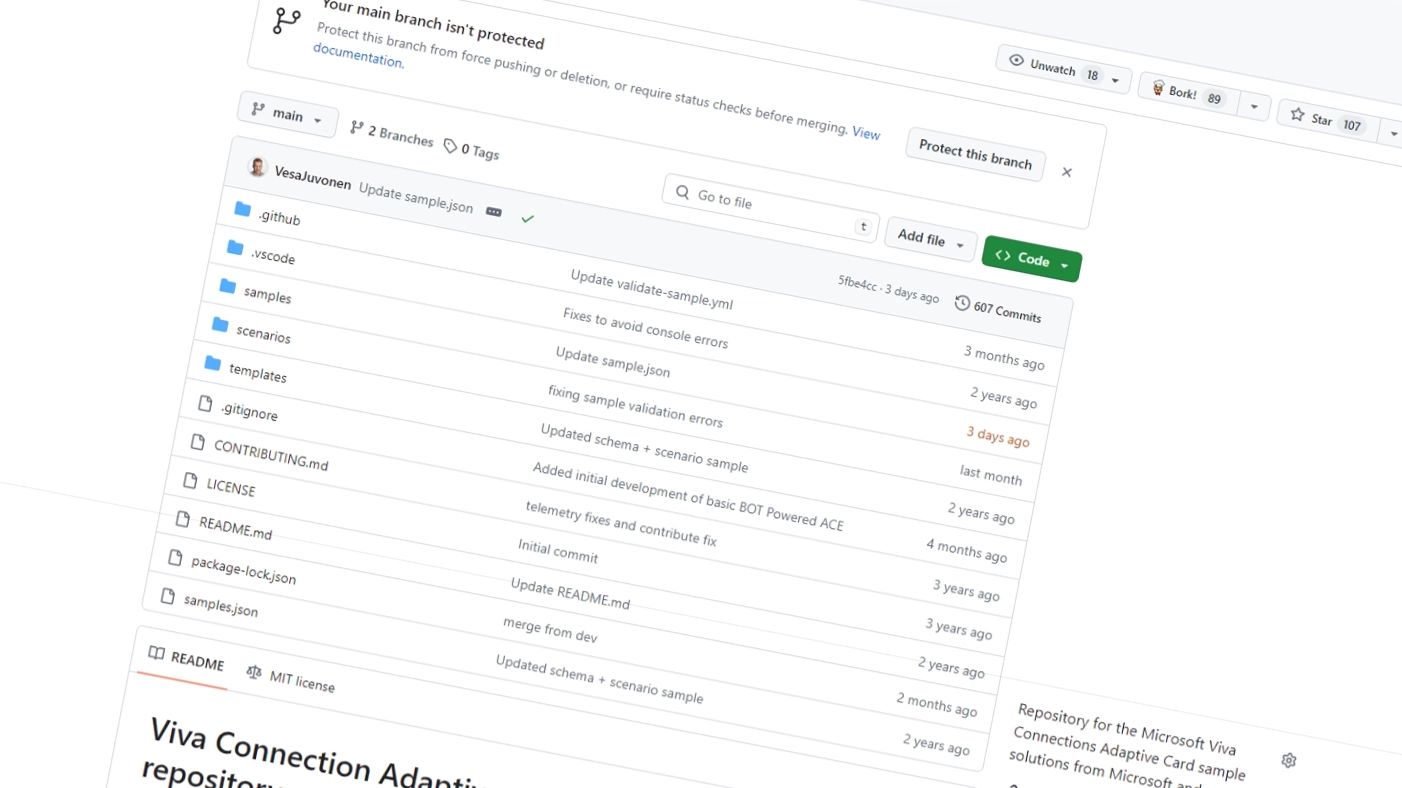 Your main branch isn't protected
Protect this branch from force pushing or deletion, or require status checks before merging. View
documentation.
Protect this branch
Unwatch 18
Bork! 89
Star 107
main
2 Branches
0 Tags
Go to file
t
Add file
Code
VesaJuvonen Update sample.json
5fbe4cc · 3 days ago
607 Commits
.github Update validate-sample.yml 3 months ago
.vscode Fixes to avoid console errors 2 years ago
samples Update sample.json 3 days ago
scenarios fixing sample validation errors last month
templates Updated schema + scenario sample 2 years ago
.gitignore Added initial development of basic BOT Powered ACE 4 months ago
CONTRIBUTING.md telemetry fixes and contribute fix 3 years ago
LICENSE Initial commit 3 years ago
README.md Update README.md 2 years ago
package-lock.json merge from dev 2 months ago
samples.json Updated schema + scenario sample 2 years ago
README
MIT license
Viva Connection Adaptiv
repository
Repository for the Microsoft Viva
Connections Adaptive Card sample
solutions from Microsoft and